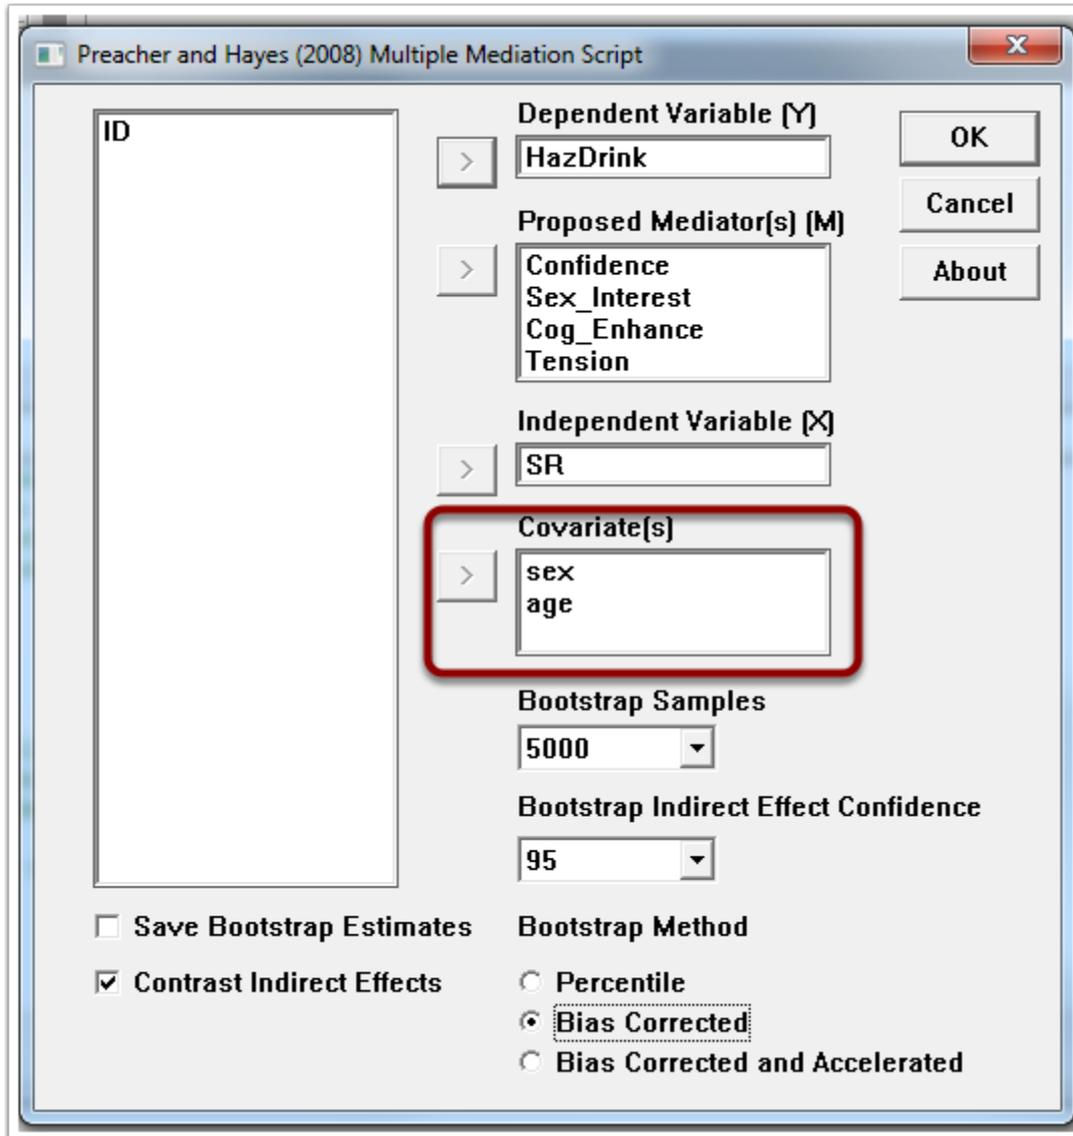 Preacher and Hayes (2008) Multiple Mediation Script
ID
Dependent Variable (Y)
HazDrink
OK
Cancel
About
Proposed Mediator(s) (M)
Confidence
Sex_Interest
Cog_Enhance
Tension
Independent Variable (X)
SR
Covariate(s)
sex
age
Bootstrap Samples
5000
Bootstrap Indirect Effect Confidence
95
Save Bootstrap Estimates
Contrast Indirect Effects
Bootstrap Method
Percentile
Bias Corrected
Bias Corrected and Accelerated